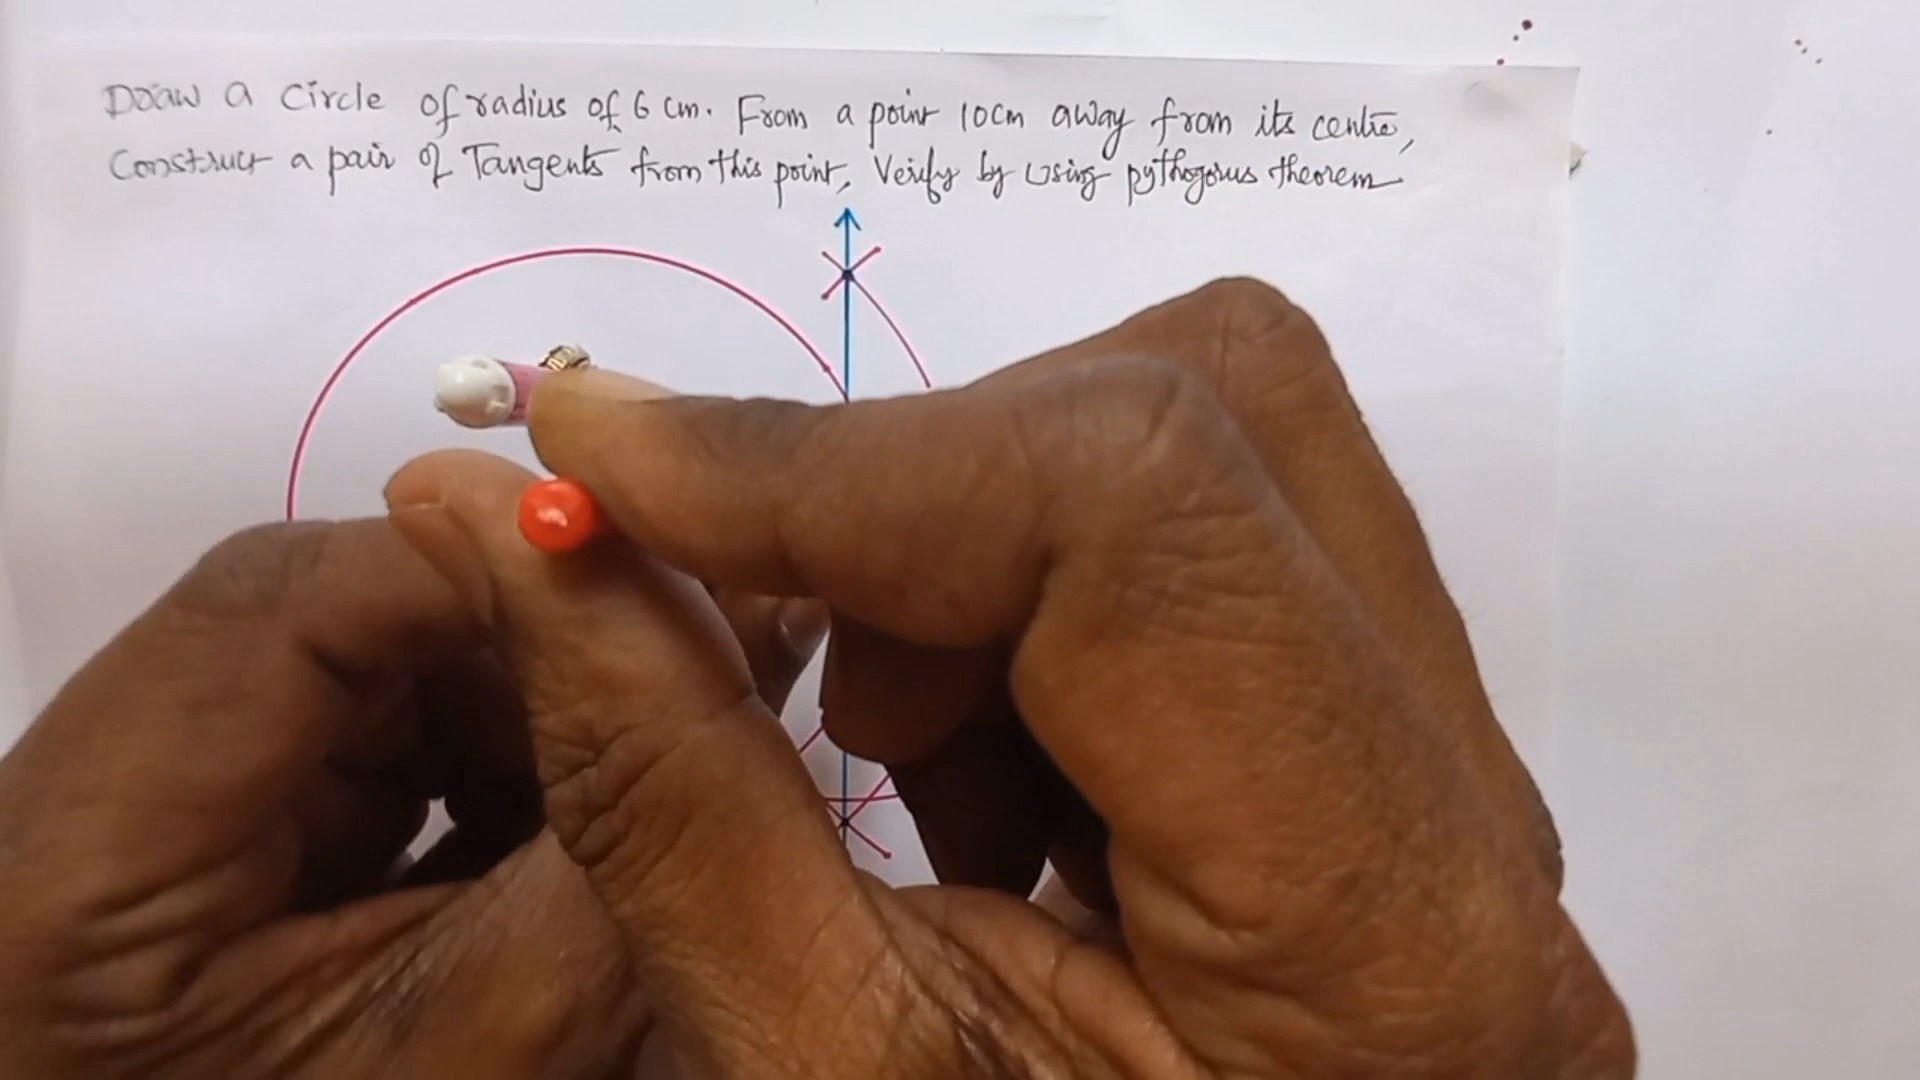 Draw a Circle of radius of 6 cm. From a point 10cm away from its centre,
Construct a pair of Tangents from this point, Verify by Using pythogorus theorem